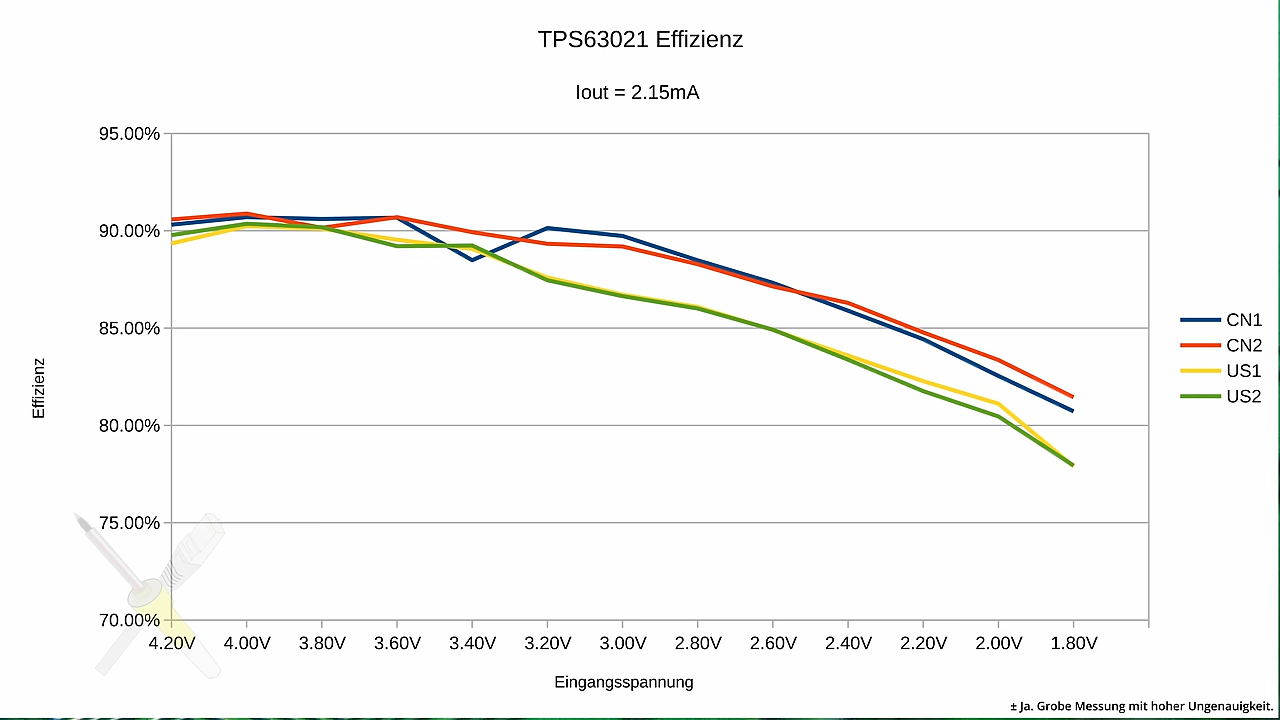 TPS63021 Effizienz
Iout = 2.15mA
95.00%
90.00%
85.00%
80.00%
75.00%
70.00%
Effizienz
4.20V 4.00V 3.80V 3.60V 3.40V 3.20V 3.00V 2.80V 2.60V 2.40V 2.20V 2.00V 1.80V
Eingangsspannung
CN1
CN2
US1
US2
± Ja. Grobe Messung mit hoher Ungenauigkeit.